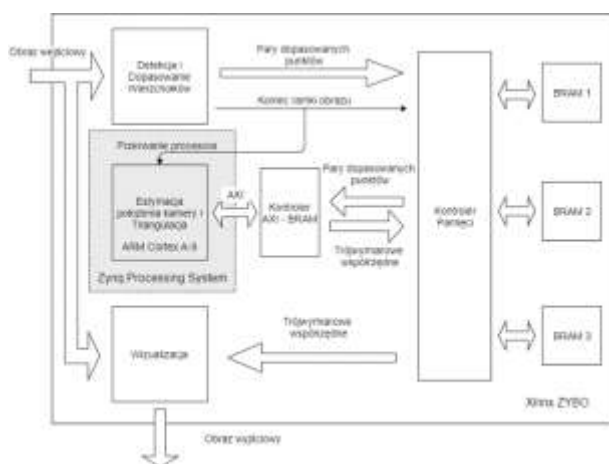 Obraz wejściowy
Detekcja i
Dopasowanie
Wierzchołków
Pary dopasowanych
punktów
Koniec ramki obrazu
Przerwanie procesora
Estymacja
położenia kamery i
Triangulacja
ARM Cortex A-9
Zynq Processing System
AXI
Kontroler
AXI - BRAM
Pary dopasowanych
punktów
Trójwymiarowe
współrzędne
Kontroler
Pamięci
BRAM 1
BRAM 2
BRAM 3
Wizualizacja
Trójwymiarowe
współrzędne
Xilinx ZYBO
Obraz wyjściowy